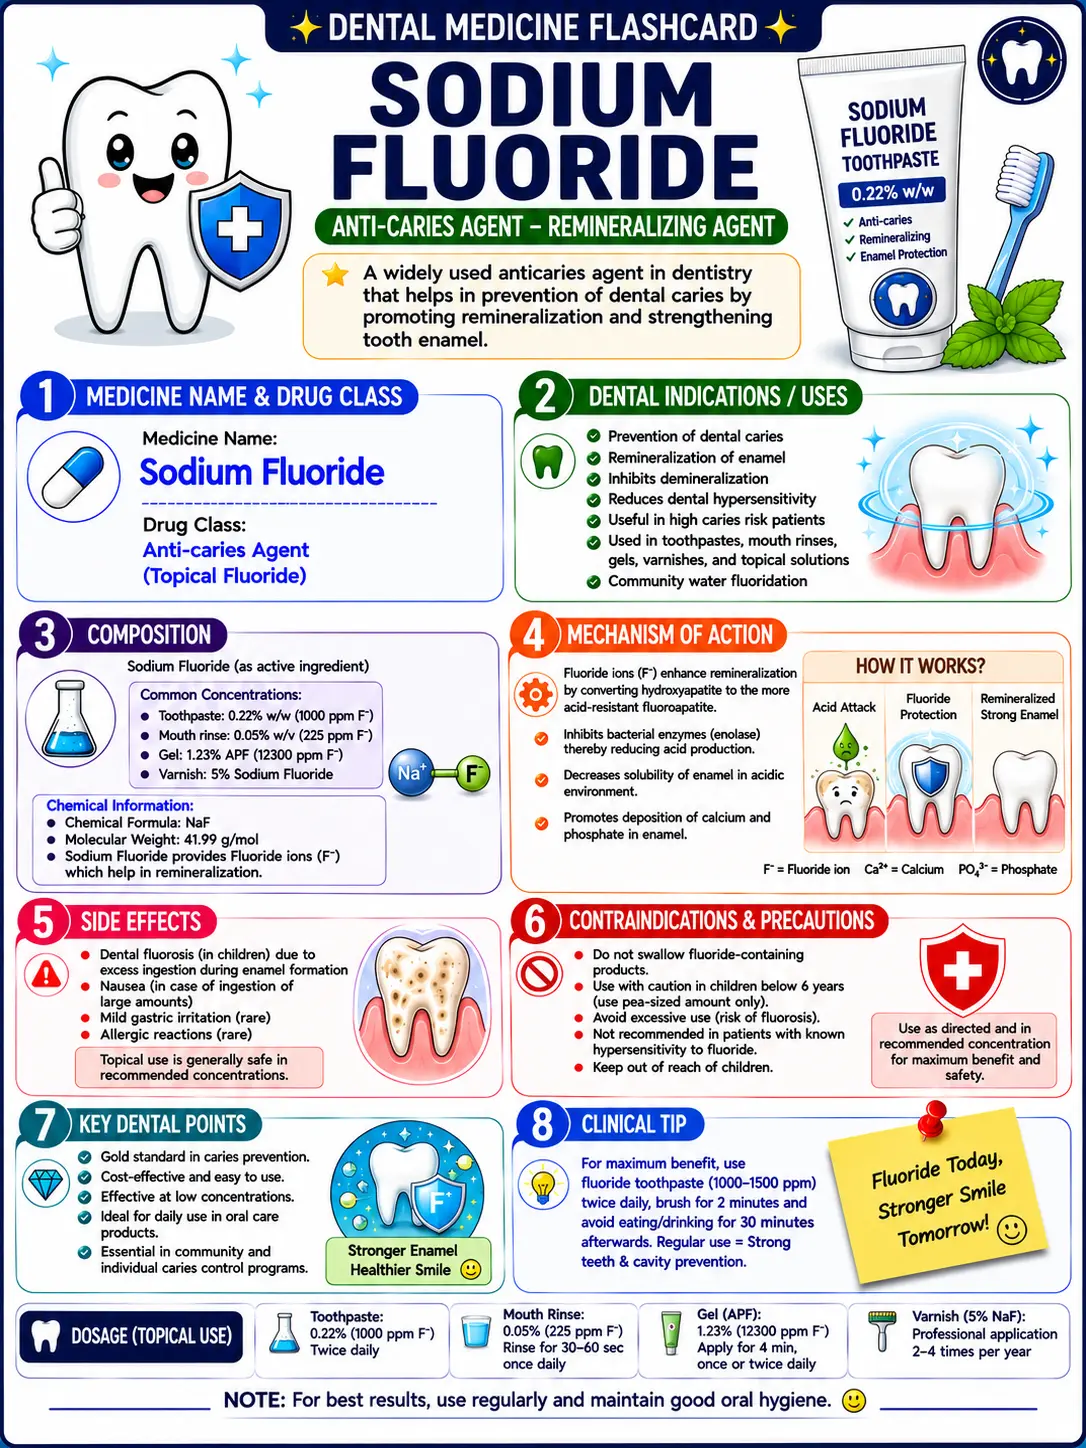 DENTAL MEDICINE FLASHCARD
SODIUM
FLUORIDE
ANTI-CARIES AGENT – REMINERALIZING AGENT
A widely used anticaries agent in dentistry
that helps in prevention of dental caries by
promoting remineralization and strengthening
tooth enamel.
SODIUM
FLUORIDE
TOOTHPASTE
0.22% w/w
Anti-caries
Remineralizing
Enamel Protection
1 MEDICINE NAME & DRUG CLASS
Medicine Name:
Sodium Fluoride
Drug Class:
Anti-caries Agent
(Topical Fluoride)
2 DENTAL INDICATIONS / USES
Prevention of dental caries
Remineralization of enamel
Inhibits demineralization
Reduces dental hypersensitivity
Useful in high caries risk patients
Used in toothpastes, mouth rinses,
gels, varnishes, and topical solutions
Community water fluoridation
3 COMPOSITION
Sodium Fluoride (as active ingredient)
Common Concentrations:
Toothpaste: 0.22% w/w (1000 ppm F⁻)
Mouth rinse: 0.05% w/v (225 ppm F⁻)
Gel: 1.23% APF (12300 ppm F⁻)
Varnish: 5% Sodium Fluoride
Na⁺ F⁻
Chemical Information:
Chemical Formula: NaF
Molecular Weight: 41.99 g/mol
Sodium Fluoride provides Fluoride ions (F⁻)
which help in remineralization.
4 MECHANISM OF ACTION
Fluoride ions (F⁻) enhance remineralization
by converting hydroxyapatite to the more
acid-resistant fluoroapatite.
Inhibits bacterial enzymes (enolase)
thereby reducing acid production.
Decreases solubility of enamel in acidic
environment.
Promotes deposition of calcium and
phosphate in enamel.
HOW IT WORKS?
Acid Attack
Fluoride
Protection
Remineralized
Strong Enamel
F⁻ = Fluoride ion Ca²⁺ = Calcium PO₄³⁻ = Phosphate
5 SIDE EFFECTS
Dental fluorosis (in children) due to
excess ingestion during enamel formation
Nausea (in case of ingestion of
large amounts)
Mild gastric irritation (rare)
Allergic reactions (rare)
Topical use is generally safe in
recommended concentrations.
6 CONTRAINDICATIONS & PRECAUTIONS
Do not swallow fluoride-containing
products.
Use with caution in children below 6 years
(use pea-sized amount only).
Avoid excessive use (risk of fluorosis).
Not recommended in patients with known
hypersensitivity to fluoride.
Keep out of reach of children.
Use as directed and in
recommended concentration
for maximum benefit and
safety.
7 KEY DENTAL POINTS
Gold standard in caries prevention.
Cost-effective and easy to use.
Effective at low concentrations.
Ideal for daily use in oral care
products.
Essential in community and
individual caries control programs.
F⁻
Stronger Enamel
Healthier Smile
8 CLINICAL TIP
For maximum benefit, use
fluoride toothpaste (1000–1500 ppm)
twice daily, brush for 2 minutes and
avoid eating/drinking for 30 minutes
afterwards. Regular use = Strong
teeth & cavity prevention.
Fluoride Today,
Stronger Smile
Tomorrow!
DOSAGE (TOPICAL USE)
Toothpaste:
0.22% (1000 ppm F⁻)
Twice daily
Mouth Rinse:
0.05% (225 ppm F⁻)
Rinse for 30–60 sec
once daily
Gel (APF):
1.23% (12300 ppm F⁻)
Apply for 4 min,
once or twice daily
Varnish (5% NaF):
Professional application
2–4 times per year
NOTE: For best results, use regularly and maintain good oral hygiene.